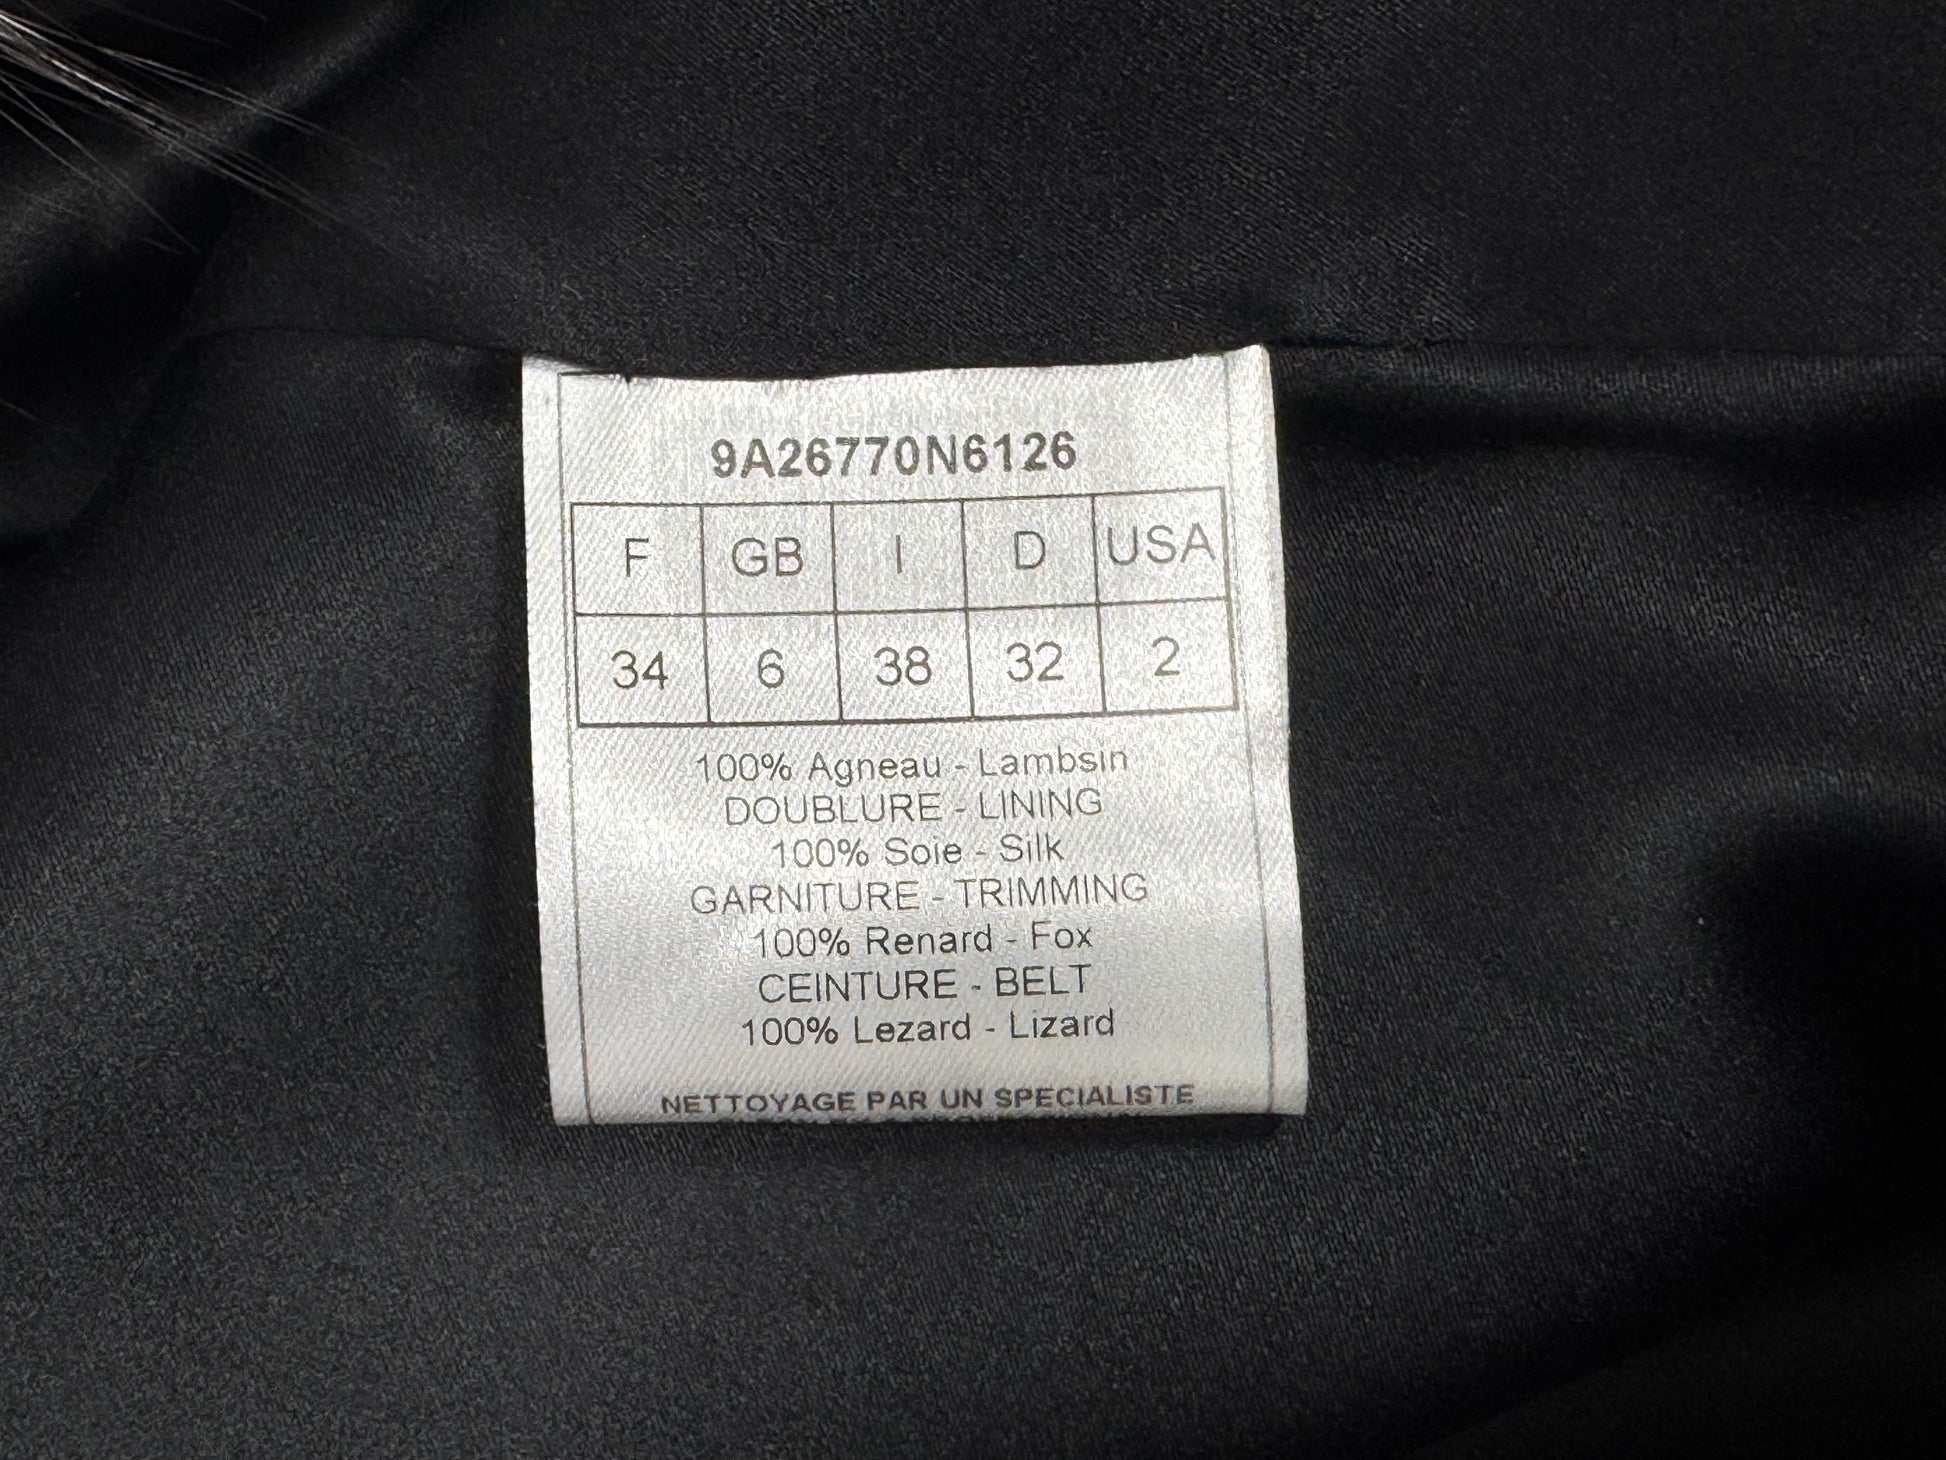 9A26770N6126
F GB I D USA
34 6 38 32 2
100% Agneau - Lambsin
DOUBLURE - LINING
100% Soie - Silk
GARNITURE - TRIMMING
100% Renard - Fox
CEINTURE - BELT
100% Lezard - Lizard
NETTOYAGE PAR UN SPECIALISTE